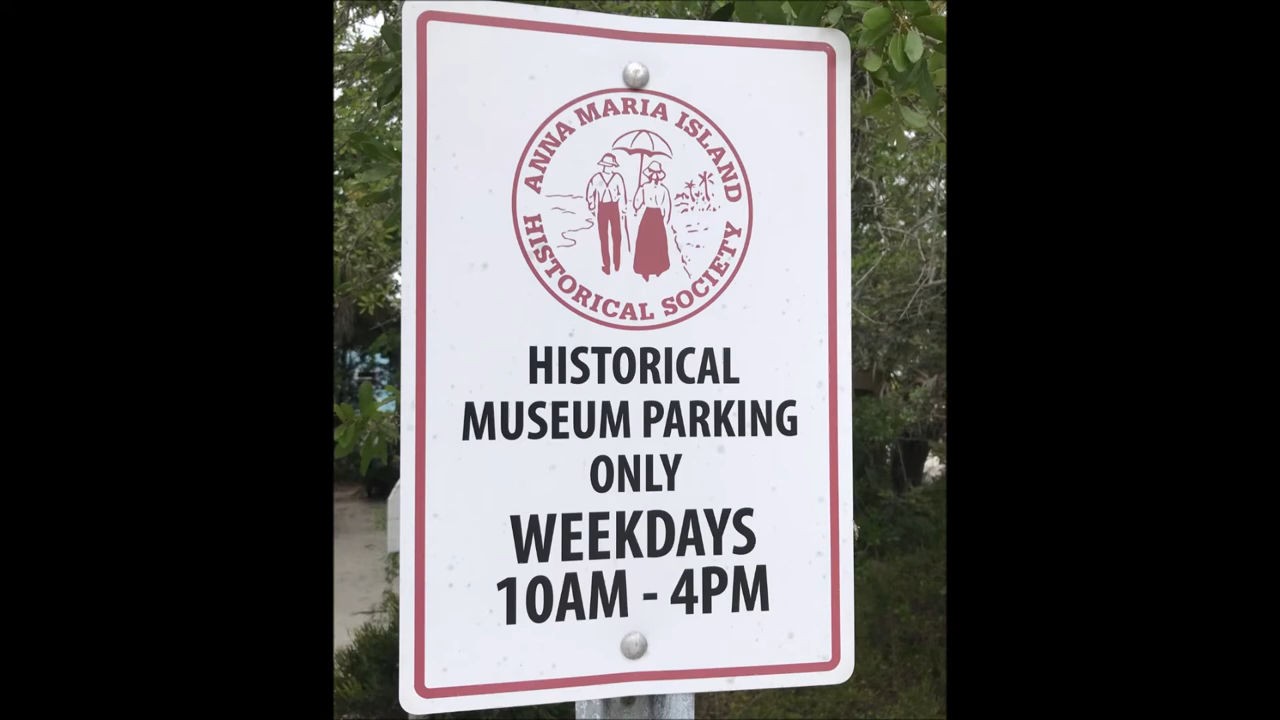 ANNA MARIA ISLAND
HISTORICAL SOCIETY
HISTORICAL
MUSEUM PARKING
ONLY
WEEKDAYS
10AM - 4PM